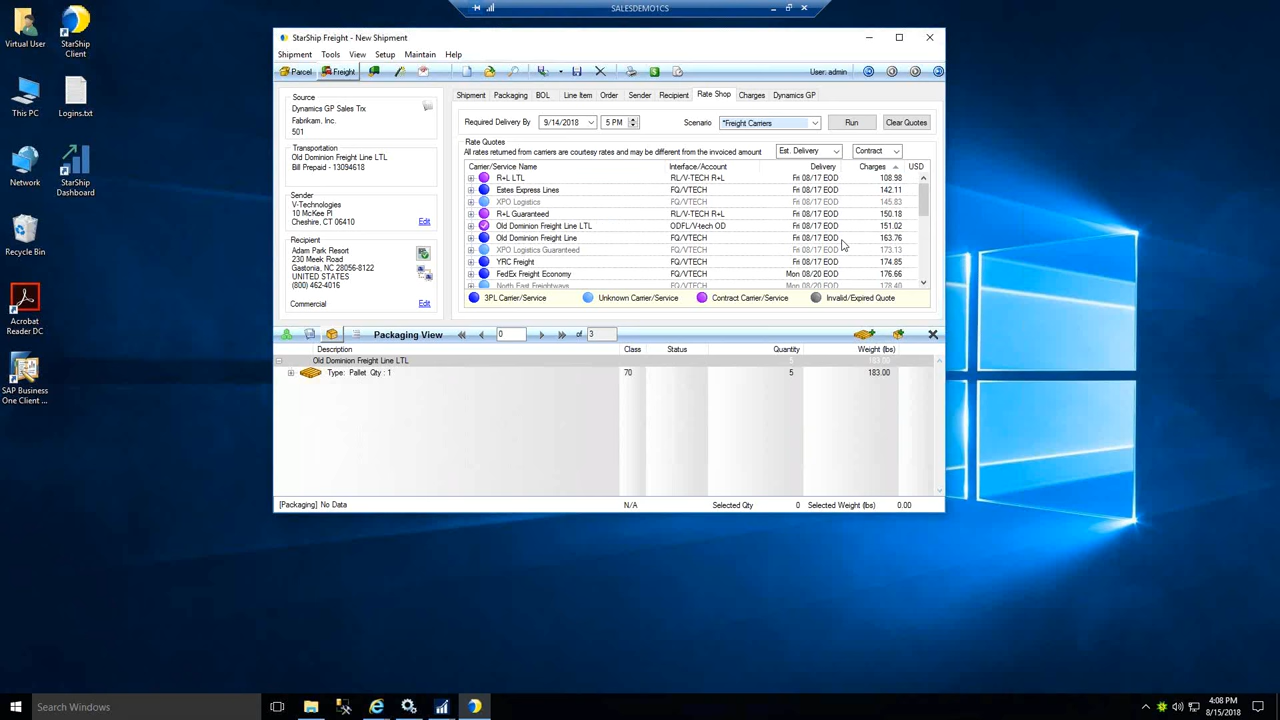 SALESDEMO1CS
Virtual User
StarShip Client
This PC
Logins.txt
Network
StarShip Dashboard
Recycle Bin
Acrobat Reader DC
SAP Business One Client ...
StarShip Freight - New Shipment
Shipment Tools View Setup Maintain Help
Parcel Freight User: admin
Source
Dynamics GP Sales Trx
Fabrikam, Inc.
501
Transportation
Old Dominion Freight Line LTL
Bill Prepaid - 13094618
Sender
V-Technologies
10 McKee Pl
Cheshire, CT 06410 Edit
Recipient
Adam Park Resort
230 Meek Road
Gastonia, NC 28056-8122
UNITED STATES
(800) 462-4016
Commercial Edit
Shipment Packaging BOL Line Item Order Sender Recipient Rate Shop Charges Dynamics GP
Required Delivery By 9/14/2018 5 PM Scenario *Freight Carriers Run Clear Quotes
Rate Quotes
All rates returned from carriers are courtesy rates and may be different from the invoiced amount Est. Delivery Contract
Carrier/Service Name Interface/Account Delivery Charges USD
R+L LTL RL/V-TECH R+L Fri 08/17 EOD 108.98
Estes Express Lines FQ/VTECH Fri 08/17 EOD 142.11
XPO Logistics FQ/VTECH Fri 08/17 EOD 145.83
R+L Guaranteed RL/V-TECH R+L Fri 08/17 EOD 150.18
Old Dominion Freight Line LTL ODFL/V-tech OD Fri 08/17 EOD 151.02
Old Dominion Freight Line FQ/VTECH Fri 08/17 EOD 163.76
XPO Logistics Guaranteed FQ/VTECH Fri 08/17 EOD 173.13
YRC Freight FQ/VTECH Fri 08/17 EOD 174.85
FedEx Freight Economy FQ/VTECH Mon 08/20 EOD 176.66
North East Freightways FQ/VTECH Mon 08/20 EOD 178.40
3PL Carrier/Service Unknown Carrier/Service Contract Carrier/Service Invalid/Expired Quote
Packaging View 0 of 3
Description Class Status Quantity Weight (lbs)
Old Dominion Freight Line LTL 5 183.00
Type: Pallet Qty : 1 70 5 183.00
[Packaging] No Data N/A Selected Qty 0 Selected Weight (lbs) 0.00
Search Windows
4:08 PM
8/15/2018